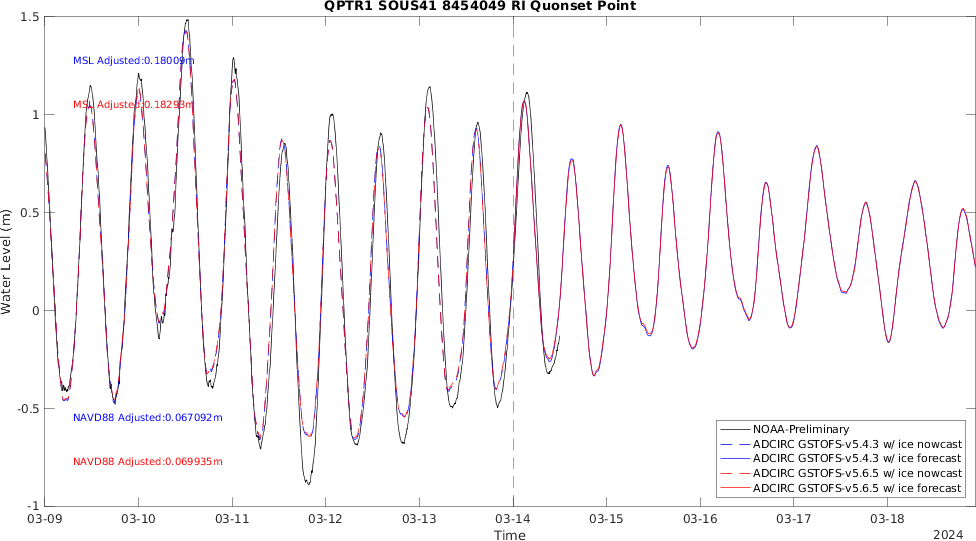 QPTR1 SOUS41 8454049 RI Quonset Point
1.5
MSL Adjusted:0.18009m
MSL Adjusted:0.18293m
1
0.5
Water Level (m)
0
-0.5
NAVD88 Adjusted:0.067092m
NAVD88 Adjusted:0.069935m
-1
NOAA-Preliminary
ADCIRC GSTOFS-v5.4.3 w/ ice nowcast
ADCIRC GSTOFS-v5.4.3 w/ ice forecast
ADCIRC GSTOFS-v5.6.5 w/ ice nowcast
ADCIRC GSTOFS-v5.6.5 w/ ice forecast
03-09 03-10 03-11 03-12 03-13 03-14 03-15 03-16 03-17 03-18
Time
2024